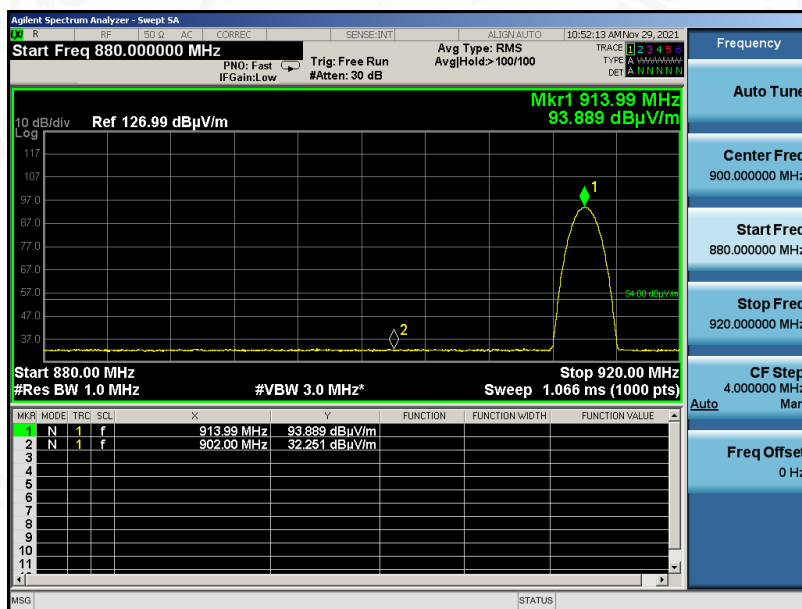 Agilent Spectrum Analyzer - Swept SA
LXI R RF 50 Ω AC CORREC SENSE:INT ALIGN AUTO 10:52:13 AM Nov 29, 2021
Start Freq 880.000000 MHz
PNO: Fast
IFGain:Low
Trig: Free Run
#Atten: 30 dB
Avg Type: RMS
Avg|Hold:>100/100
TRACE 1 2 3 4 5 6
TYPE A WWWWW
DET A N N N N N
Mkr1 913.99 MHz
93.889 dBµV/m
10 dB/div Ref 126.99 dBµV/m
Log
117
107
97.0
87.0
77.0
67.0
57.0
47.0
37.0
1
2
54.00 dBµV/m
Start 880.00 MHz Stop 920.00 MHz
#Res BW 1.0 MHz #VBW 3.0 MHz* Sweep 1.066 ms (1000 pts)
MKR MODE TRC SCL X Y FUNCTION FUNCTION WIDTH FUNCTION VALUE
1 N 1 f 913.99 MHz 93.889 dBµV/m
2 N 1 f 902.00 MHz 32.251 dBµV/m
3
4
5
6
7
8
9
10
11
MSG STATUS
Frequency
Auto Tune
Center Freq
900.000000 MHz
Start Freq
880.000000 MHz
Stop Freq
920.000000 MHz
CF Step
4.000000 MHz
Auto Man
Freq Offset
0 Hz